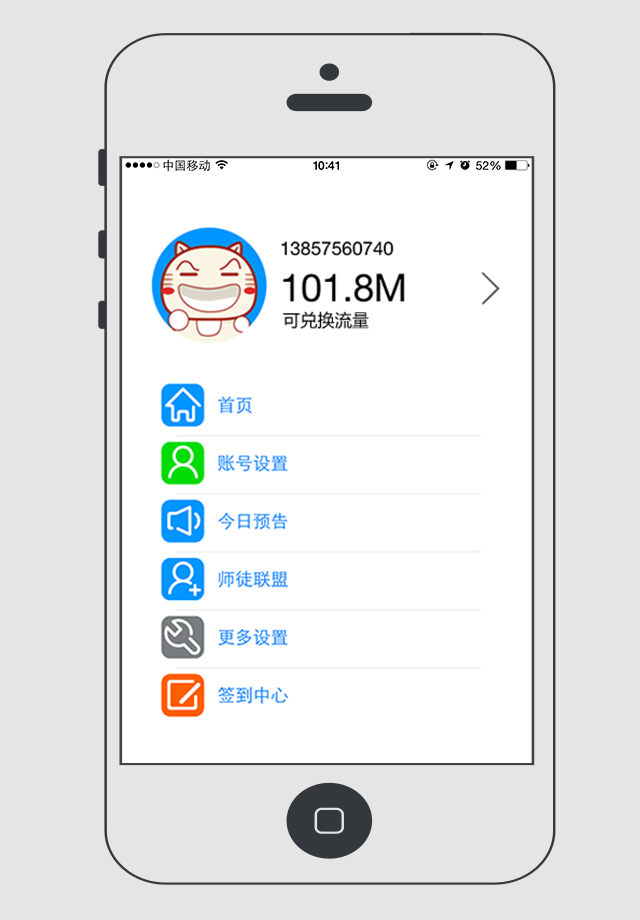 中国移动 10:41 52%
13857560740
101.8M
可兑换流量
首页
账号设置
今日预告
师徒联盟
更多设置
签到中心